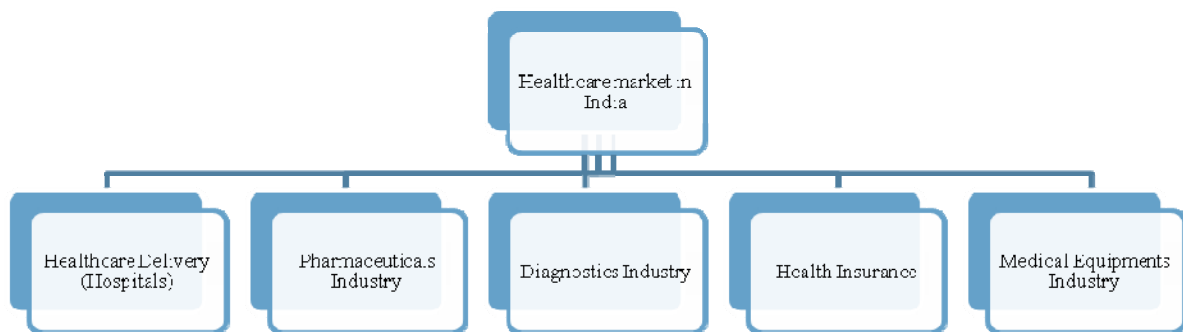 Healthcare market in
India
Healthcare Delivery
(Hospitals)
Pharmaceuticals
Industry
Diagnostics Industry
Health Insurance
Medical Equipments
Industry